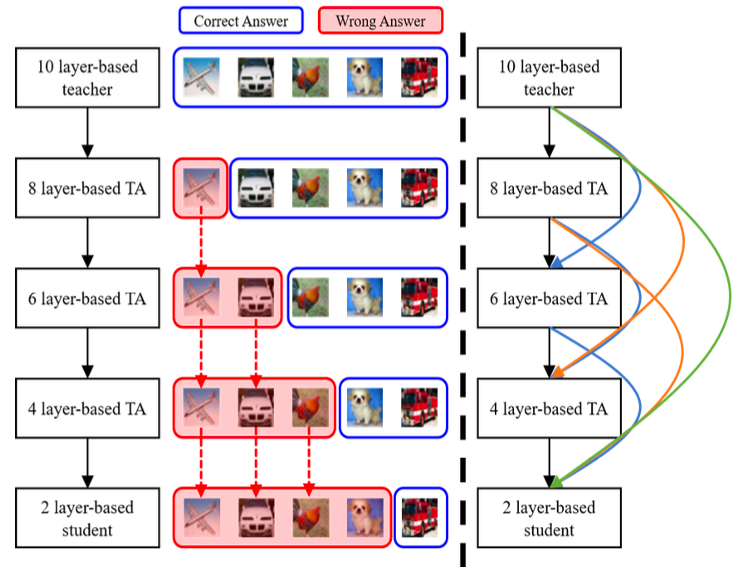 Correct Answer
Wrong Answer
10 layer-based
teacher
8 layer-based TA
6 layer-based TA
4 layer-based TA
2 layer-based
student
10 layer-based
teacher
8 layer-based TA
6 layer-based TA
4 layer-based TA
2 layer-based
student